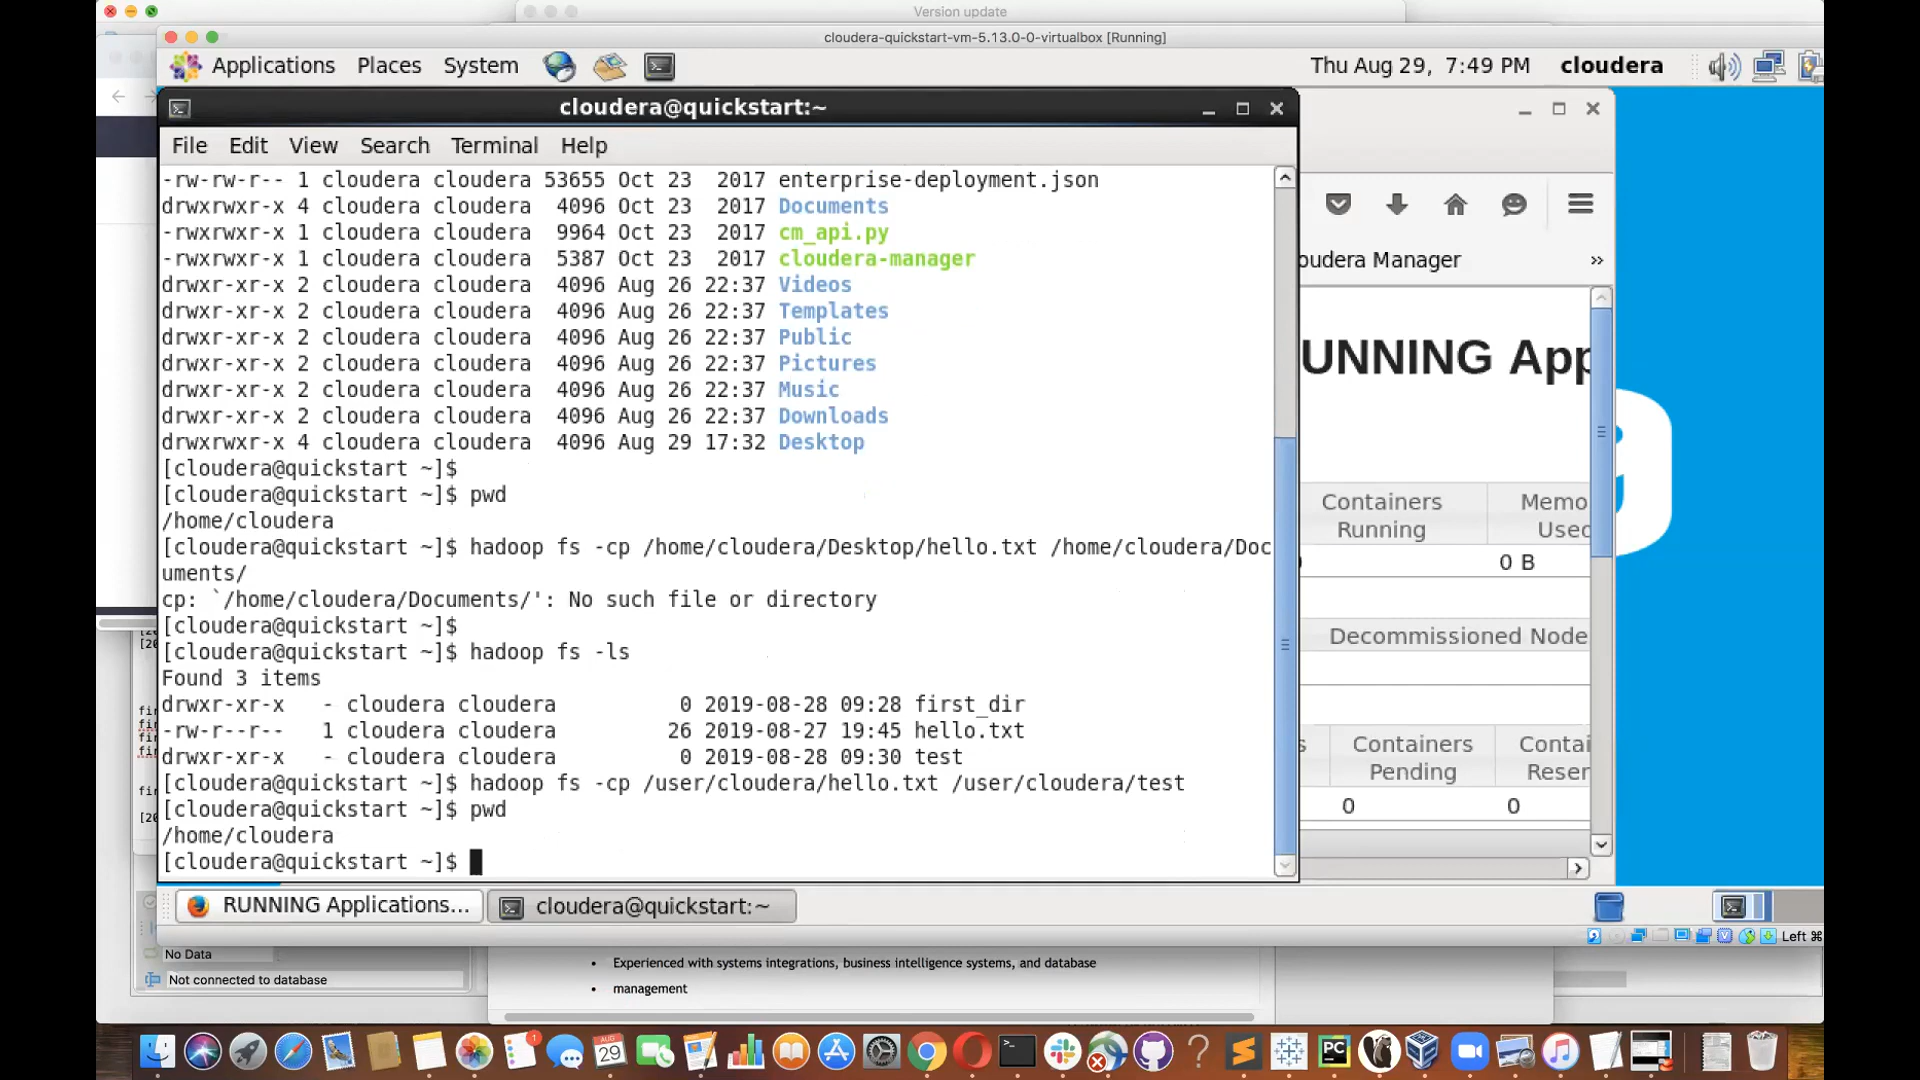 Version update
cloudera-quickstart-vm-5.13.0-0-virtualbox [Running]
Applications Places System Thu Aug 29, 7:49 PM cloudera
cloudera@quickstart:~
File Edit View Search Terminal Help
-rw-rw-r-- 1 cloudera cloudera 53655 Oct 23 2017 enterprise-deployment.json
drwxrwxr-x 4 cloudera cloudera 4096 Oct 23 2017 Documents
-rwxrwxr-x 1 cloudera cloudera 9964 Oct 23 2017 cm_api.py
-rwxrwxr-x 1 cloudera cloudera 5387 Oct 23 2017 cloudera-manager
drwxr-xr-x 2 cloudera cloudera 4096 Aug 26 22:37 Videos
drwxr-xr-x 2 cloudera cloudera 4096 Aug 26 22:37 Templates
drwxr-xr-x 2 cloudera cloudera 4096 Aug 26 22:37 Public
drwxr-xr-x 2 cloudera cloudera 4096 Aug 26 22:37 Pictures
drwxr-xr-x 2 cloudera cloudera 4096 Aug 26 22:37 Music
drwxr-xr-x 2 cloudera cloudera 4096 Aug 26 22:37 Downloads
drwxrwxr-x 4 cloudera cloudera 4096 Aug 29 17:32 Desktop
[cloudera@quickstart ~]$
[cloudera@quickstart ~]$ pwd
/home/cloudera
[cloudera@quickstart ~]$ hadoop fs -cp /home/cloudera/Desktop/hello.txt /home/cloudera/Doc
uments/
cp: `/home/cloudera/Documents/': No such file or directory
[cloudera@quickstart ~]$
[cloudera@quickstart ~]$ hadoop fs -ls
Found 3 items
drwxr-xr-x - cloudera cloudera 0 2019-08-28 09:28 first_dir
-rw-r--r-- 1 cloudera cloudera 26 2019-08-27 19:45 hello.txt
drwxr-xr-x - cloudera cloudera 0 2019-08-28 09:30 test
[cloudera@quickstart ~]$ hadoop fs -cp /user/cloudera/hello.txt /user/cloudera/test
[cloudera@quickstart ~]$ pwd
/home/cloudera
[cloudera@quickstart ~]$
oudera Manager »
UNNING App
Containers Running
Memo Used
0 B
Decommissioned Node
Containers Pending
Contai Reser
0 0
RUNNING Applications... cloudera@quickstart:~
Left ⌘
No Data
Not connected to database
• Experienced with systems integrations, business intelligence systems, and database
• management
AUG
29
1
PC